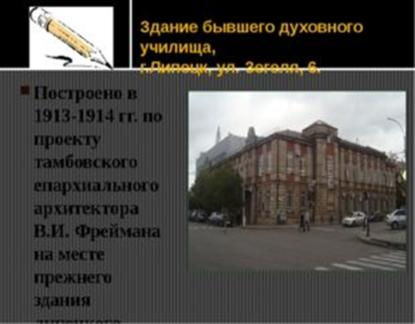 Здание бывшего духовного
училища,
г.Липецк, ул. Зегеля, 6.
Построено в
1913-1914 гг. по
проекту
тамбовского
епархиального
архитектора
В.И. Фреймана
на месте
прежнего
здания